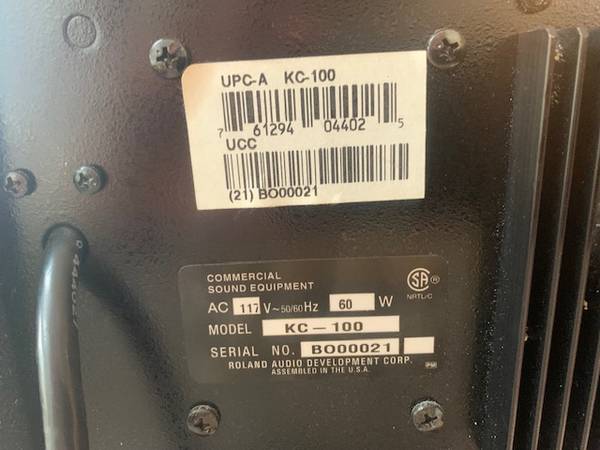 UPC-A KC-100
7 61294 04402 5
UCC
(21) BO00021
COMMERCIAL
SOUND EQUIPMENT
SA ®
NRTL/C
AC 117 V~50/60Hz 60 W
MODEL KC-100
SERIAL NO. BO00021
ROLAND AUDIO DEVELOPMENT CORP.
ASSEMBLED IN THE U.S.A.
PM